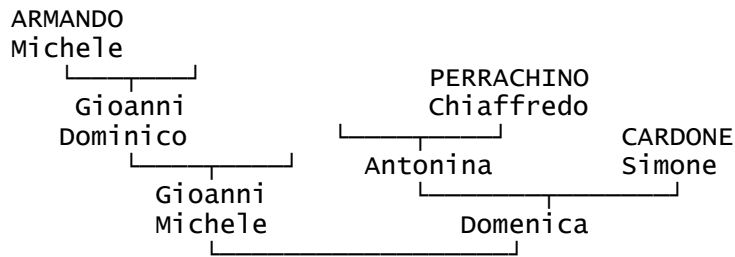 ARMANDO
Michele
PERRACHINO
Gioanni Chiaffredo
Dominico CARDONE
Antonina Simone
Gioanni
Michele Domenica